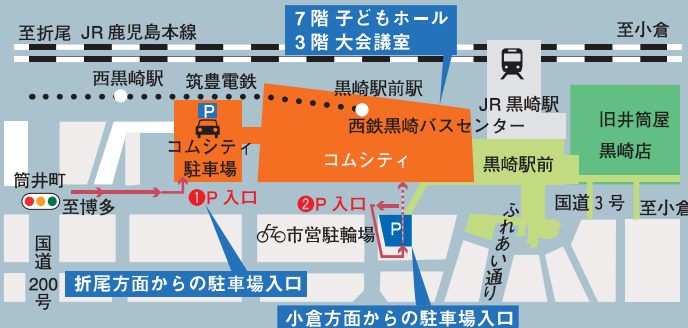 至折尾 JR鹿児島本線
7階 子どもホール
3階 大会議室
至小倉
西黒崎駅
筑豊電鉄
黒崎駅前駅
JR黒崎駅
P
コムシティ
駐車場
西鉄黒崎バスセンター
コムシティ
旧井筒屋
黒崎店
黒崎駅前
筒井町
至博多
❶P 入口
❷P 入口
国道3号
至小倉
ふれあい通り
市営駐輪場
P
国道
200
号
折尾方面からの駐車場入口
小倉方面からの駐車場入口